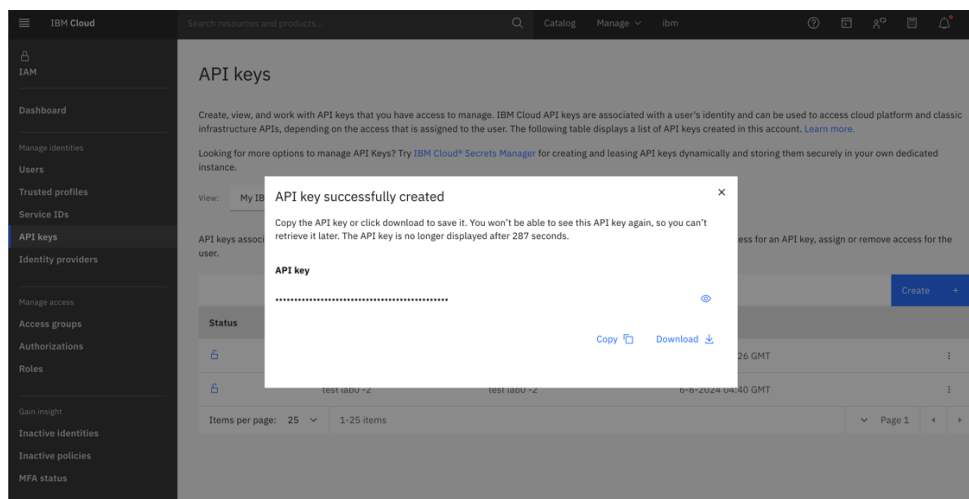 IBM Cloud
Search resources and products...
Catalog
Manage
ibm
IAM
Dashboard
Manage identities
Users
Trusted profiles
Service IDs
API keys
Identity providers
Manage access
Access groups
Authorizations
Roles
Gain insight
Inactive identities
Inactive policies
MFA status
API keys
Create, view, and work with API keys that you have access to manage. IBM Cloud API keys are associated with a user's identity and can be used to access cloud platform and classic
infrastructure APIs, depending on the access that is assigned to the user. The following table displays a list of API keys created in this account. Learn more.
Looking for more options to manage API Keys? Try IBM Cloud® Secrets Manager for creating and leasing API keys dynamically and storing them securely in your own dedicated
instance.
View: My IB
API keys associ
ess for an API key, assign or remove access for the
user.
API key successfully created
Copy the API key or click download to save it. You won't be able to see this API key again, so you can't
retrieve it later. The API key is no longer displayed after 287 seconds.
API key
Copy
Download
Create +
Status
26 GMT
6-6-2024 04:40 GMT
Items per page: 25
1-25 items
Page 1